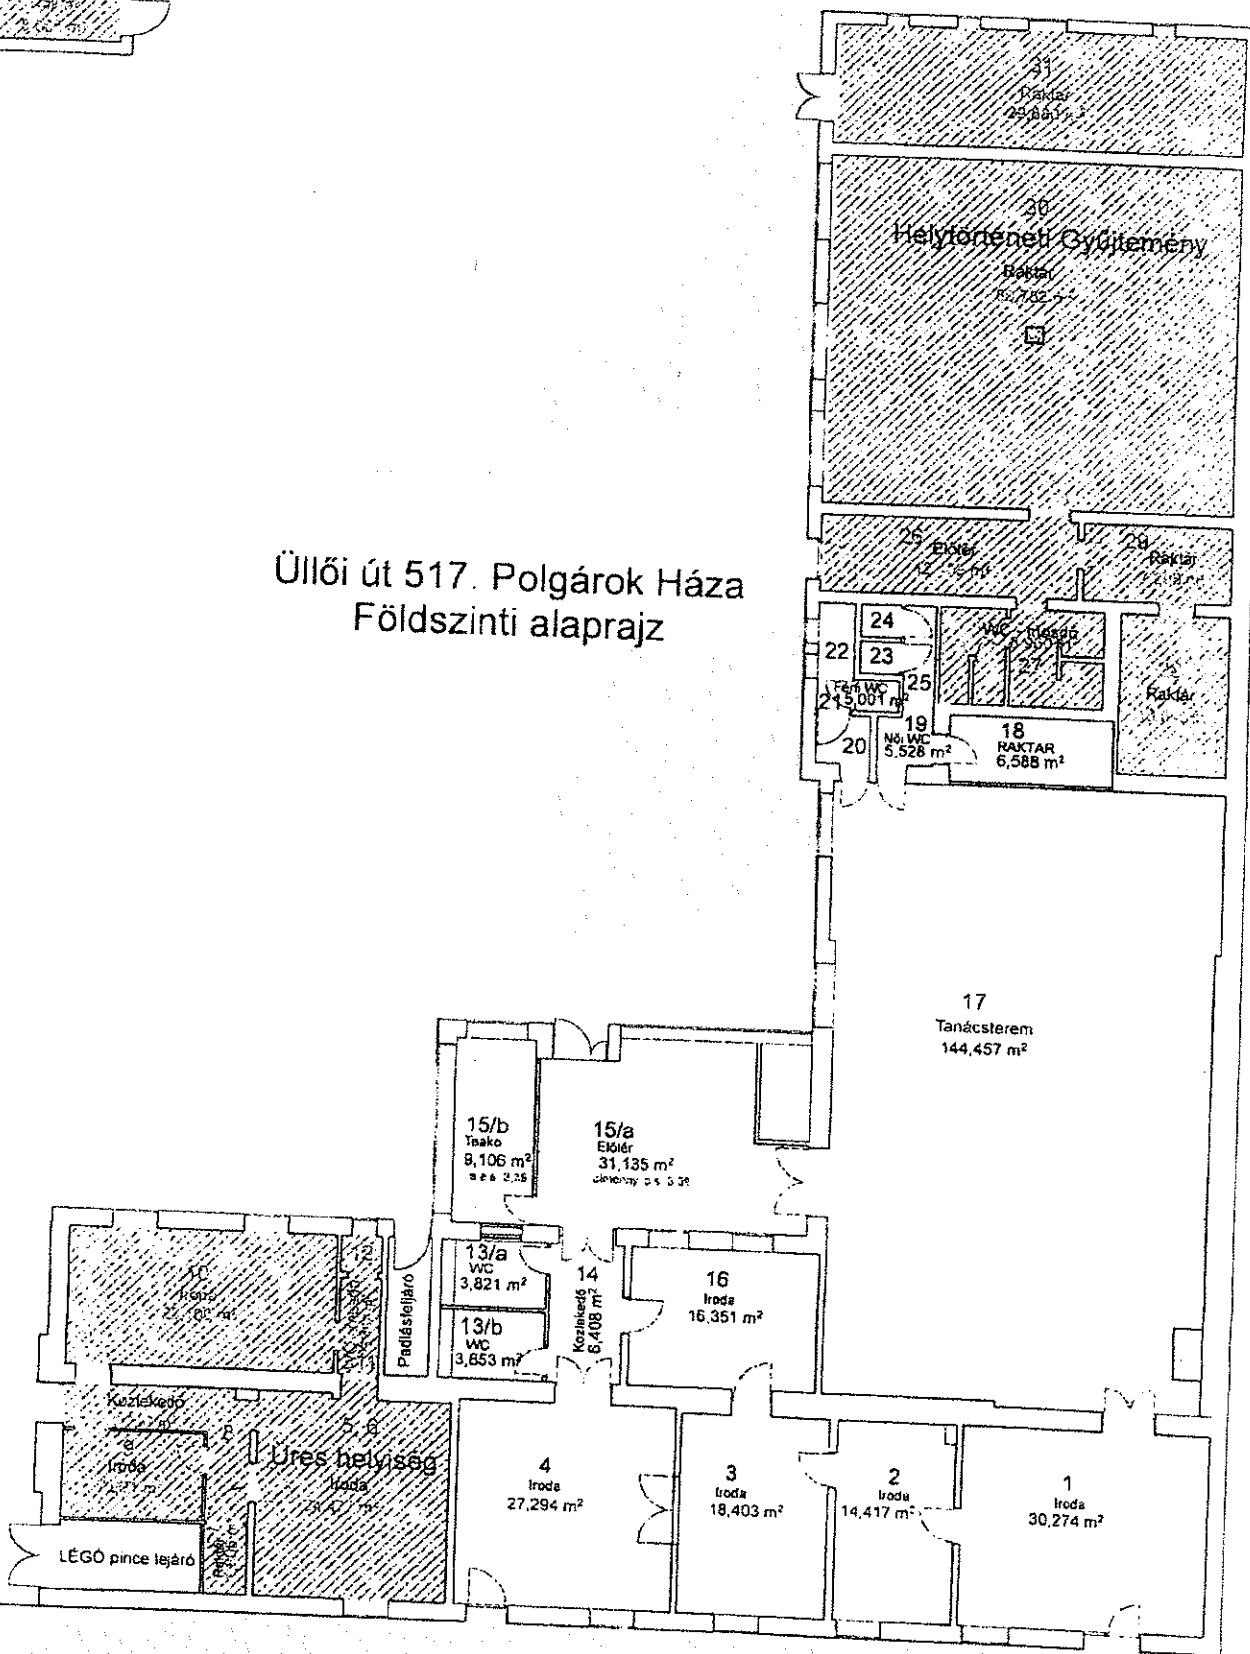 31
Raktár
30
Helytörténeti Gyűjtemény
Raktár
Üllői út 517. Polgárok Háza
Földszinti alaprajz
26
Előtér
Raktár
24
22
23
25
WC - mosdó
27
Férfi WC
5,001 m²
21
20
19
Női WC
5,528 m²
18
RAKTAR
6,588 m²
Raktár
17
Tanácsterem
144,457 m²
15/b
9,106 m²
15/a
Előtér
31,135 m²
13/a
WC
3,821 m²
14
Közlekedő
6,408 m²
16
Iroda
16,351 m²
13/b
WC
3,653 m²
Padlásfeljáró
10
Iroda
12
11
Közlekedő
8
5, 6
Üres helyiség
Iroda
Iroda
LÉGÓ pince lejáró
4
Iroda
27,294 m²
3
Iroda
18,403 m²
2
Iroda
14,417 m²
1
Iroda
30,274 m²